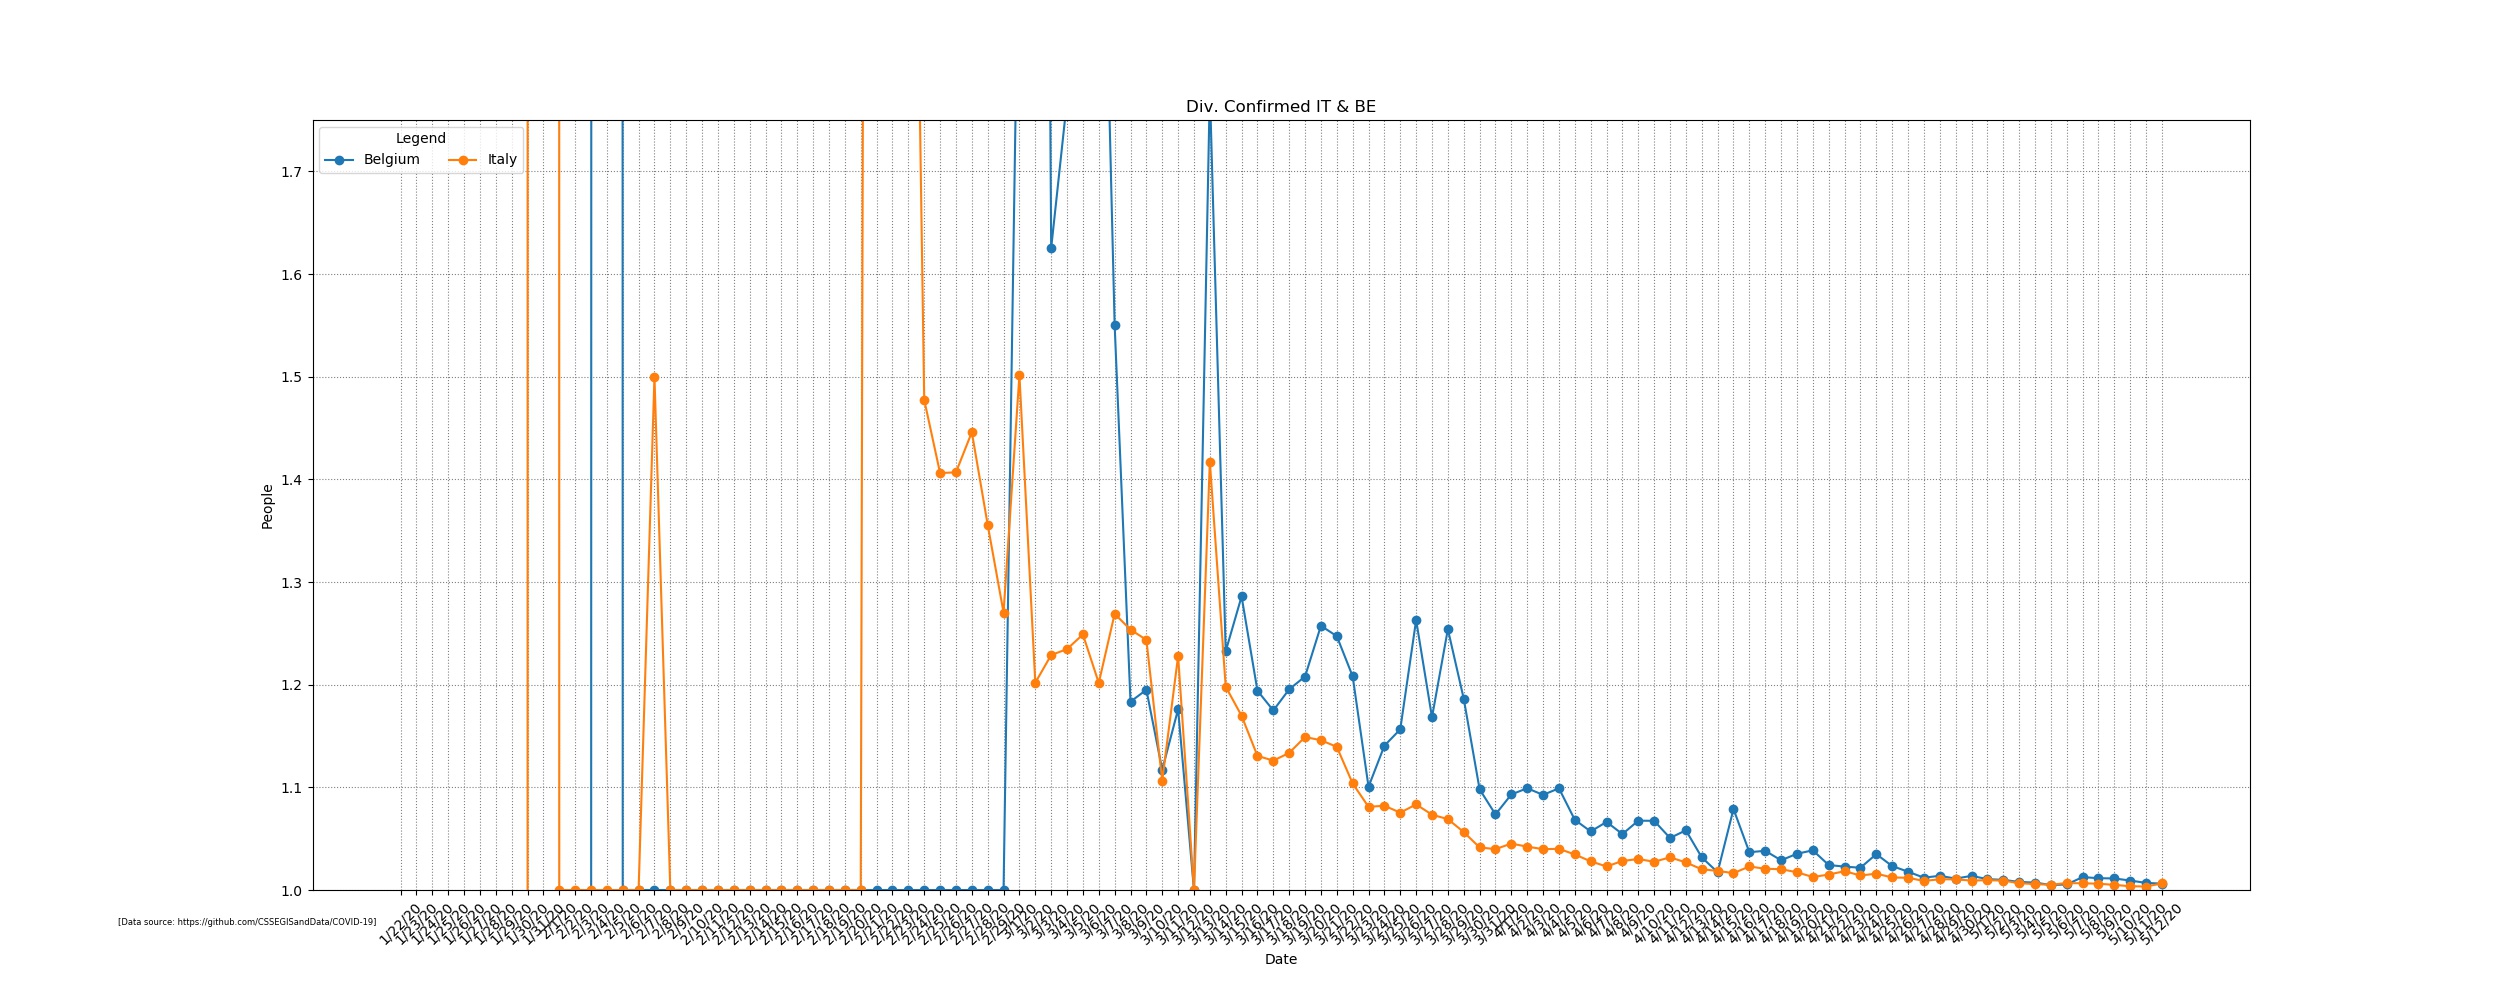 Div. Confirmed IT & BE
Legend
Belgium Italy
1.7
1.6
1.5
1.4
1.3
1.2
1.1
1.0
People
1/22/20 1/23/20 1/24/20 1/25/20 1/26/20 1/27/20 1/28/20 1/29/20 1/30/20 1/31/20 2/1/20 2/2/20 2/3/20 2/4/20 2/5/20 2/6/20 2/7/20 2/8/20 2/9/20 2/10/20 2/11/20 2/12/20 2/13/20 2/14/20 2/15/20 2/16/20 2/17/20 2/18/20 2/19/20 2/20/20 2/21/20 2/22/20 2/23/20 2/24/20 2/25/20 2/26/20 2/27/20 2/28/20 2/29/20 3/1/20 3/2/20 3/3/20 3/4/20 3/5/20 3/6/20 3/7/20 3/8/20 3/9/20 3/10/20 3/11/20 3/12/20 3/13/20 3/14/20 3/15/20 3/16/20 3/17/20 3/18/20 3/19/20 3/20/20 3/21/20 3/22/20 3/23/20 3/24/20 3/25/20 3/26/20 3/27/20 3/28/20 3/29/20 3/30/20 3/31/20 4/1/20 4/2/20 4/3/20 4/4/20 4/5/20 4/6/20 4/7/20 4/8/20 4/9/20 4/10/20 4/11/20 4/12/20 4/13/20 4/14/20 4/15/20 4/16/20 4/17/20 4/18/20 4/19/20 4/20/20 4/21/20 4/22/20 4/23/20 4/24/20 4/25/20 4/26/20 4/27/20 4/28/20 4/29/20 4/30/20 5/1/20 5/2/20 5/3/20 5/4/20 5/5/20 5/6/20 5/7/20 5/8/20 5/9/20 5/10/20 5/11/20 5/12/20
[Data source: https://github.com/CSSEGISandData/COVID-19]
Date